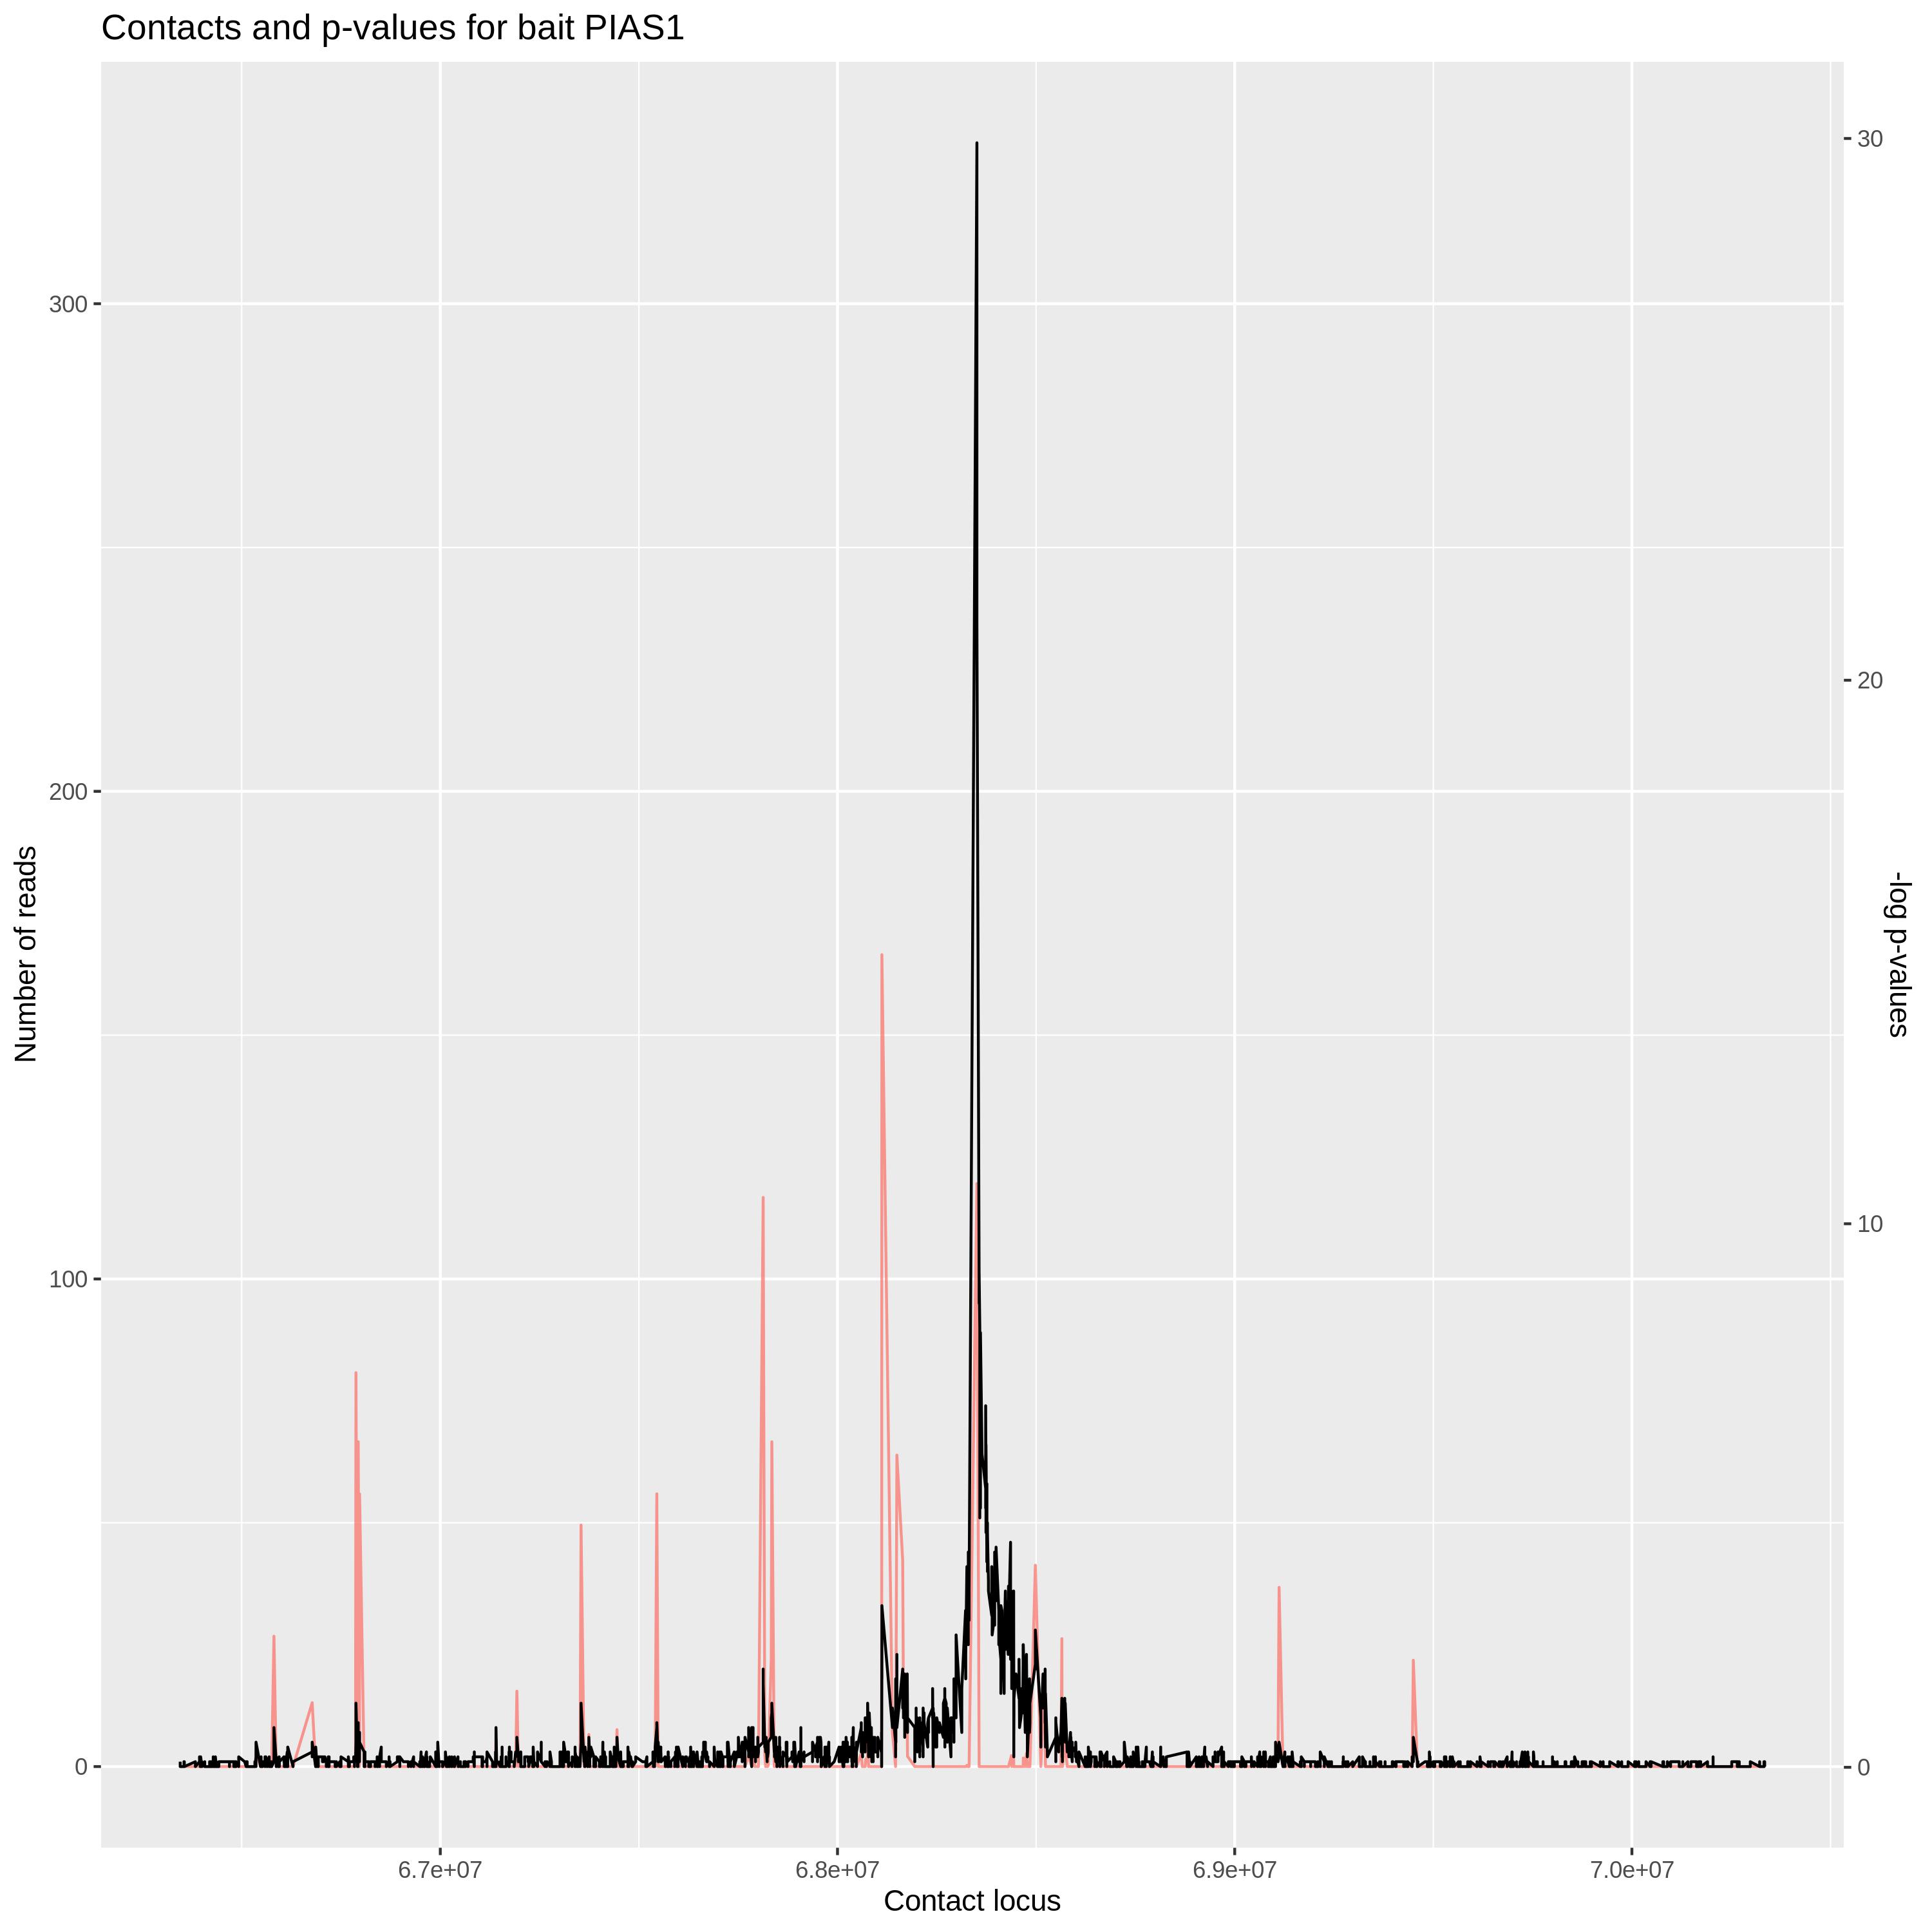 Contacts and p-values for bait PIAS1
Number of reads
300
200
100
0
30
20
10
0
-log p-values
6.7e+07 6.8e+07 6.9e+07 7.0e+07
Contact locus